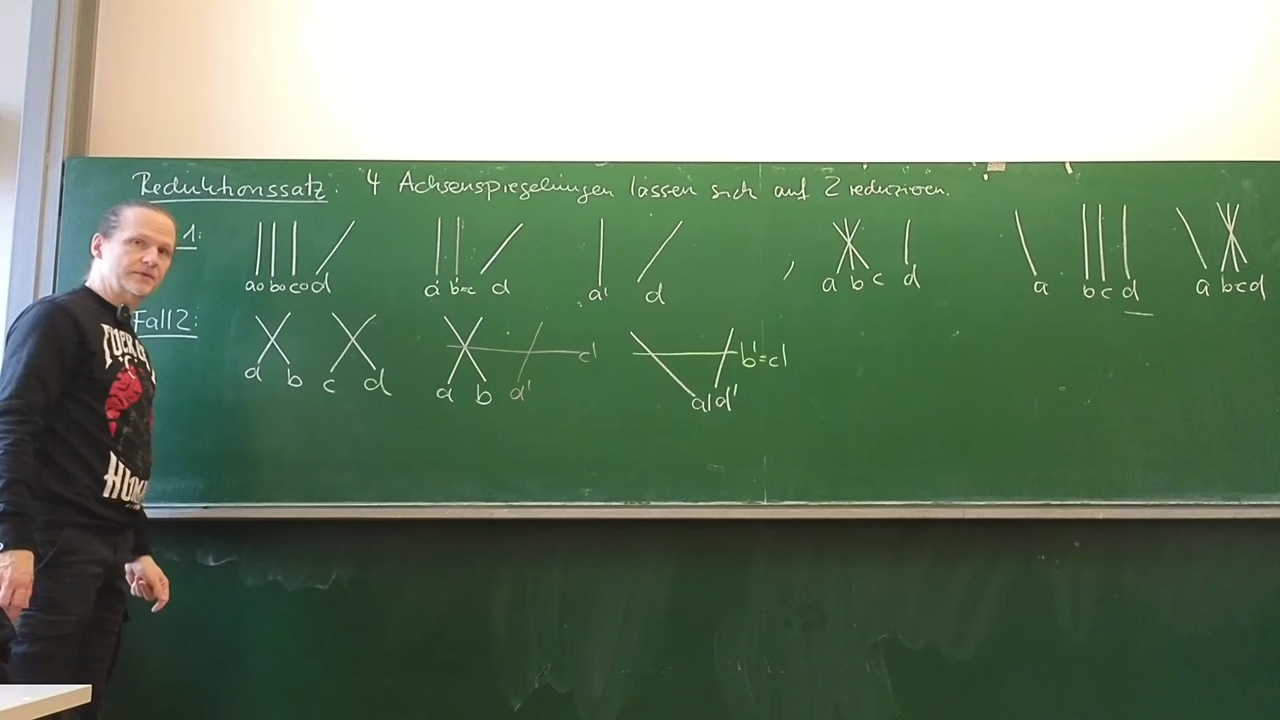 Reduktionssatz: 4 Achsenspiegelungen lassen sich auf 2 reduzieren.
1:
a o b o c o d
a' b'=c d
a' d
, a b c d
a b c d
a b c d
Fall 2:
a b c d
a b d' c'
a' d' b'=c'